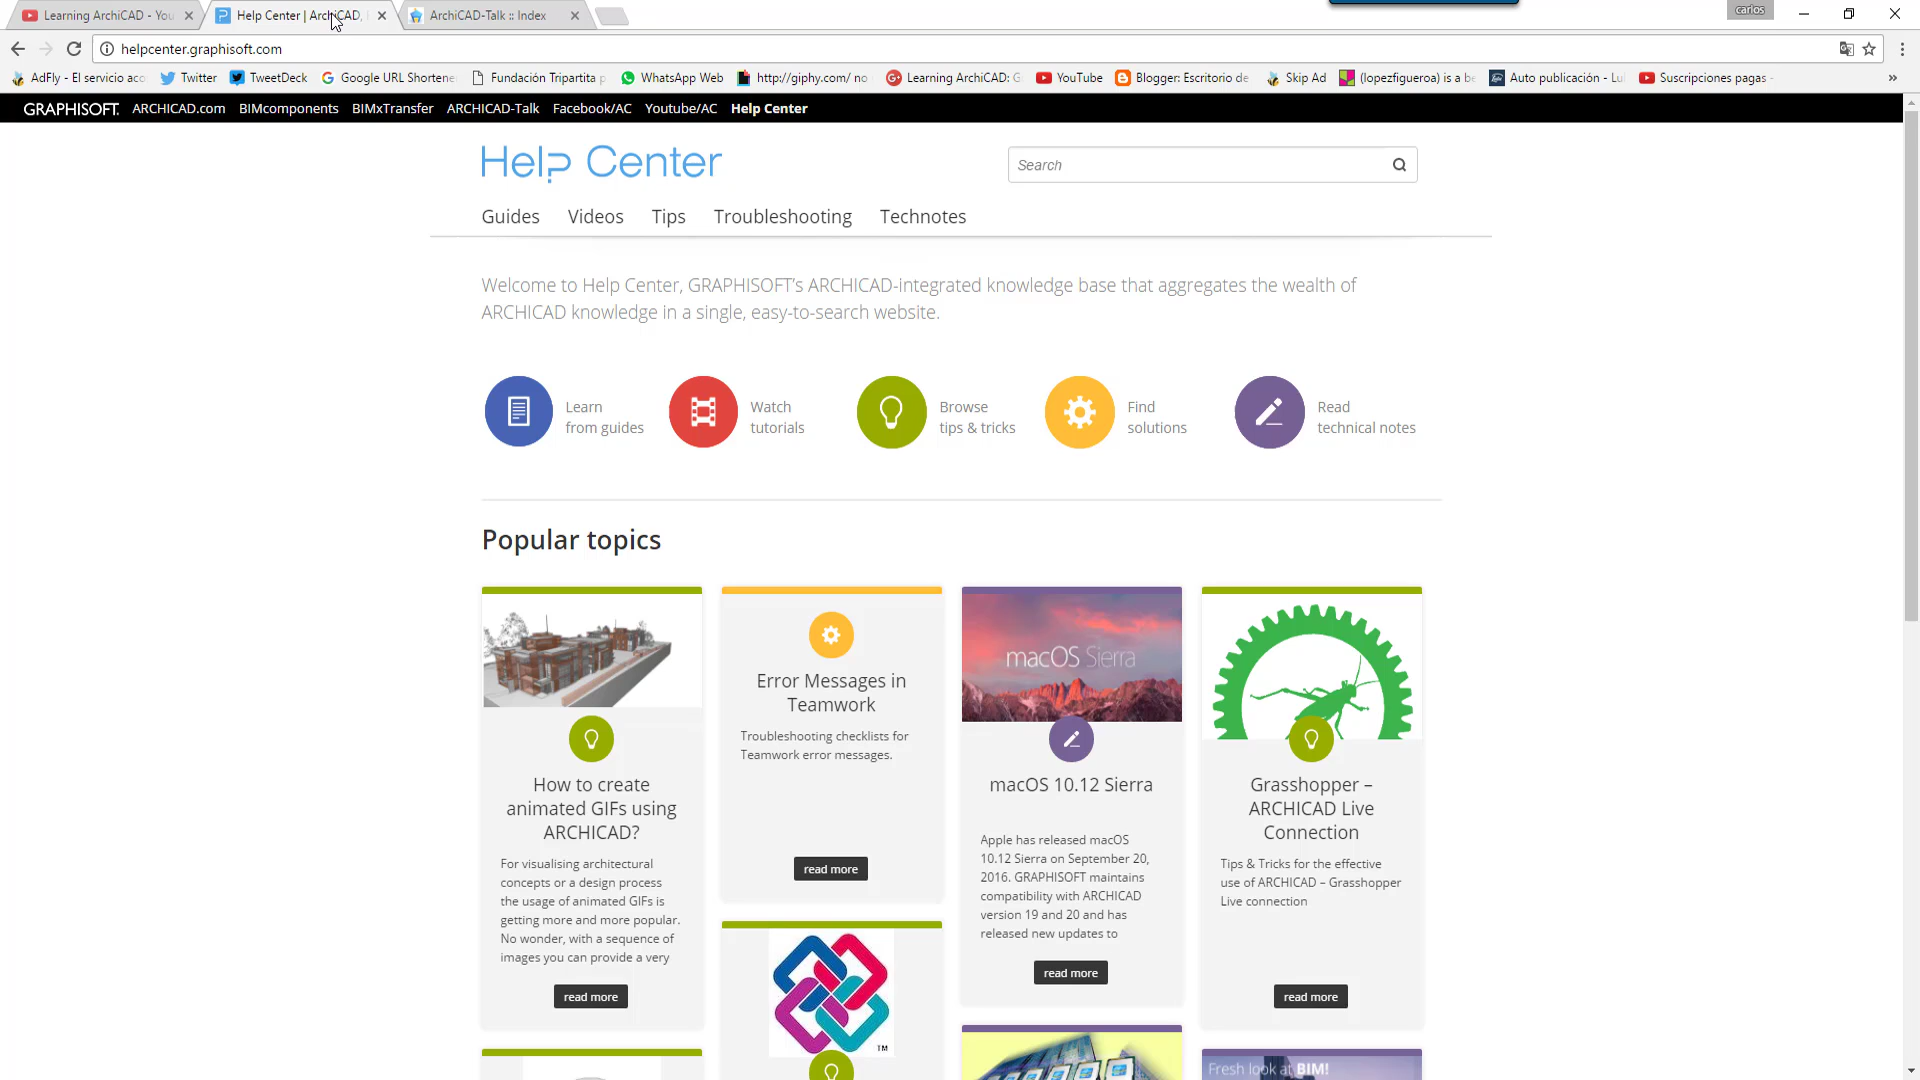 Learning ArchiCAD - You
Help Center | ArchiCAD,
ArchiCAD-Talk :: Index
carlos
helpcenter.graphisoft.com
AdFly - El servicio aco
Twitter
TweetDeck
Google URL Shortene
Fundación Tripartita p
WhatsApp Web
http://giphy.com/ no
Learning ArchiCAD: G
YouTube
Blogger: Escritorio de
Skip Ad
(lopezfigueroa) is a be
Auto publicación - Lu
Suscripciones pagas -
GRAPHISOFT. ARCHICAD.com BIMcomponents BIMxTransfer ARCHICAD-Talk Facebook/AC Youtube/AC Help Center
Help Center
Search
Guides Videos Tips Troubleshooting Technotes
Welcome to Help Center, GRAPHISOFT's ARCHICAD-integrated knowledge base that aggregates the wealth of
ARCHICAD knowledge in a single, easy-to-search website.
Learn
from guides
Watch
tutorials
Browse
tips & tricks
Find
solutions
Read
technical notes
Popular topics
How to create
animated GIFs using
ARCHICAD?
For visualising architectural
concepts or a design process
the usage of animated GIFs is
getting more and more popular.
No wonder, with a sequence of
images you can provide a very
read more
Error Messages in
Teamwork
Troubleshooting checklists for
Teamwork error messages.
read more
TM
macOS Sierra
macOS 10.12 Sierra
Apple has released macOS
10.12 Sierra on September 20,
2016. GRAPHISOFT maintains
compatibility with ARCHICAD
version 19 and 20 and has
released new updates to
read more
Grasshopper –
ARCHICAD Live
Connection
Tips & Tricks for the effective
use of ARCHICAD – Grasshopper
Live connection
read more
Fresh look at BIM!